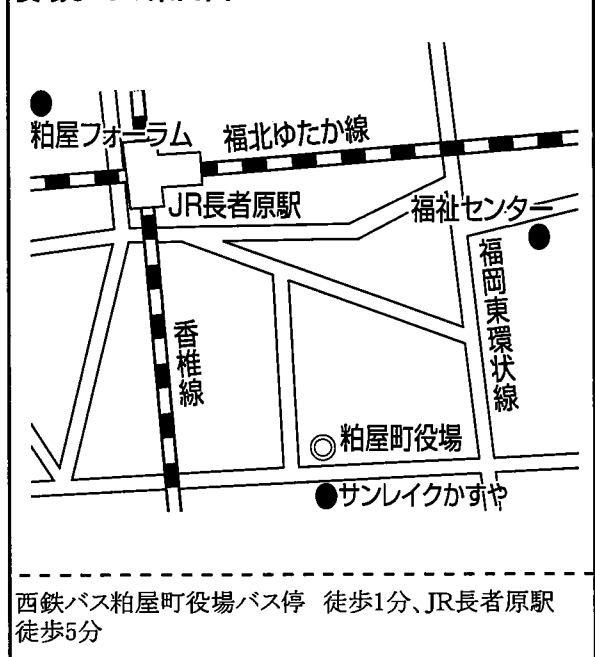 粕屋フォーラム
福北ゆたか線
JR長者原駅
福祉センター
福岡東環状線
香椎線
粕屋町役場
サンレイクかすや
西鉄バス粕屋町役場バス停 徒歩1分、JR長者原駅
徒歩5分